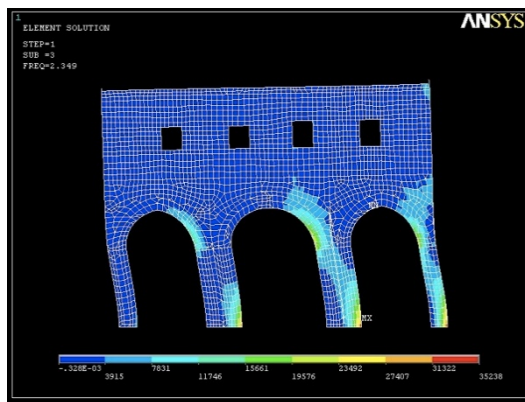 1
ANSYS
ELEMENT SOLUTION
STEP=1
SUB =3
FREQ=2.349
MX
-.328E-03 7831 15661 23492 31322
3915 11746 19576 27407 35238